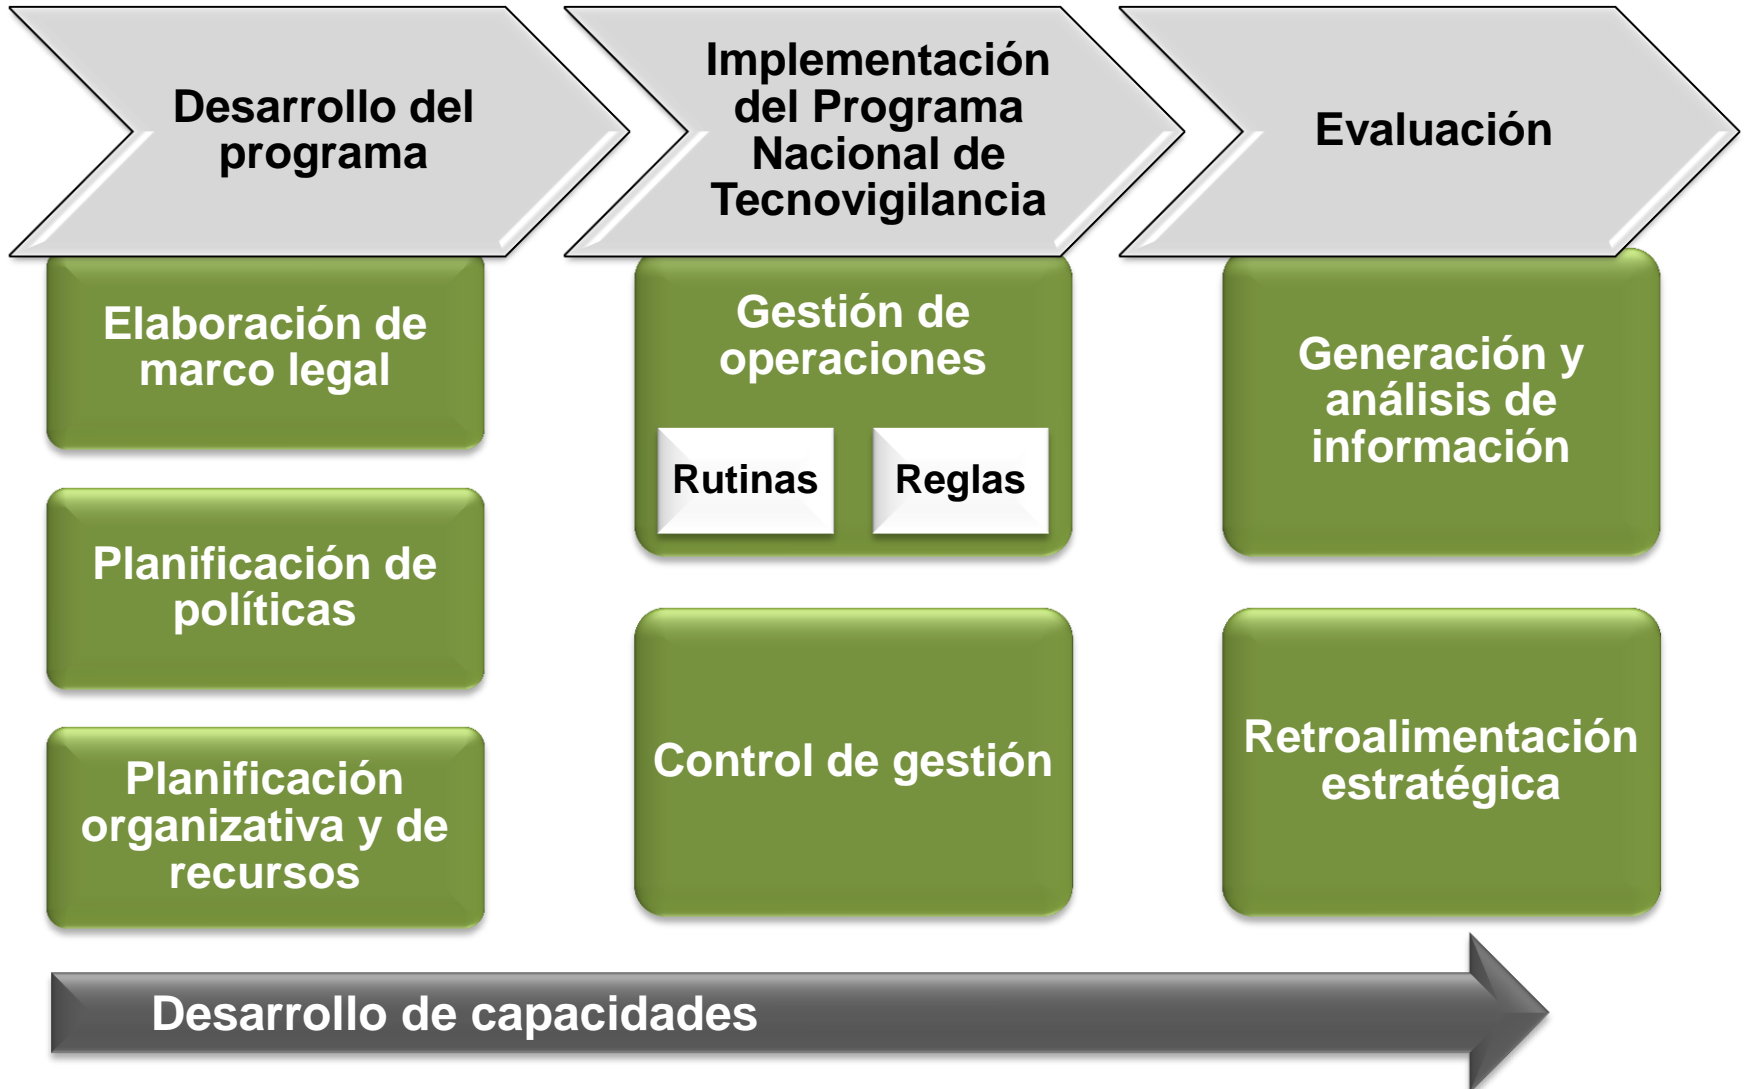 Desarrollo del
programa
Implementación
del Programa
Nacional de
Tecnovigilancia
Evaluación
Elaboración de
marco legal
Planificación de
políticas
Planificación
organizativa y de
recursos
Gestión de
operaciones
Rutinas
Reglas
Control de gestión
Generación y
análisis de
información
Retroalimentación
estratégica
Desarrollo de capacidades